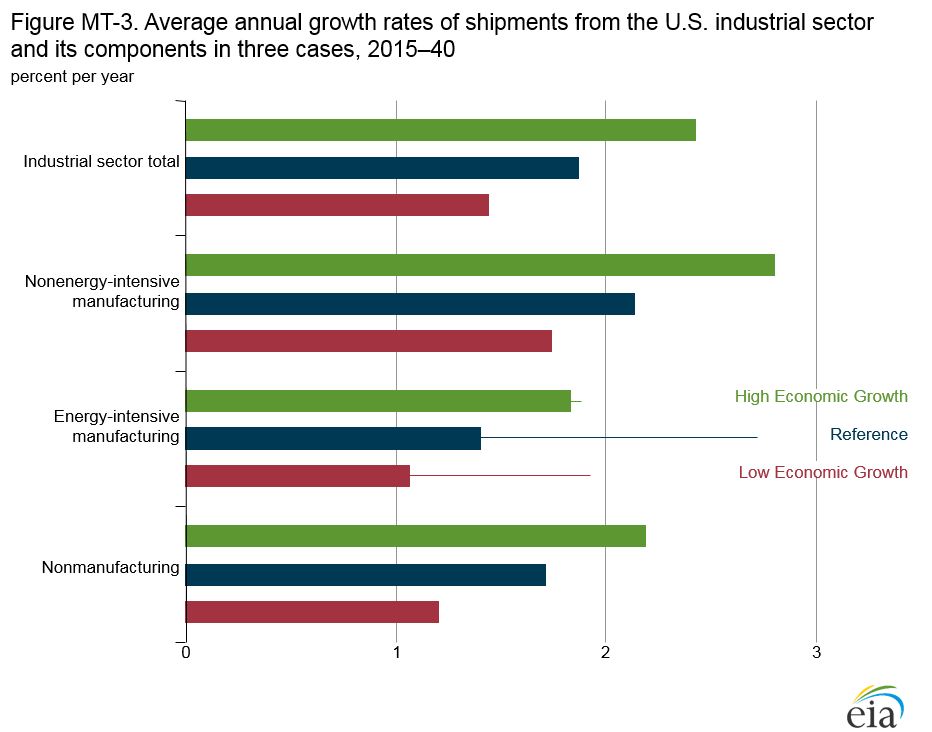 Figure MT-3. Average annual growth rates of shipments from the U.S. industrial sector
and its components in three cases, 2015–40
percent per year
Industrial sector total
Nonenergy-intensive
manufacturing
Energy-intensive
manufacturing
High Economic Growth
Reference
Low Economic Growth
Nonmanufacturing
0
1
2
3
eia